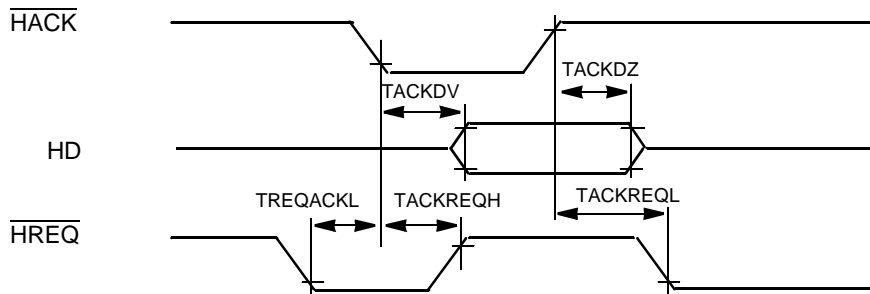 HACK
TACKDZ
TACKDV
HD
TREQACKL TACKREQH TACKREQL
HREQ